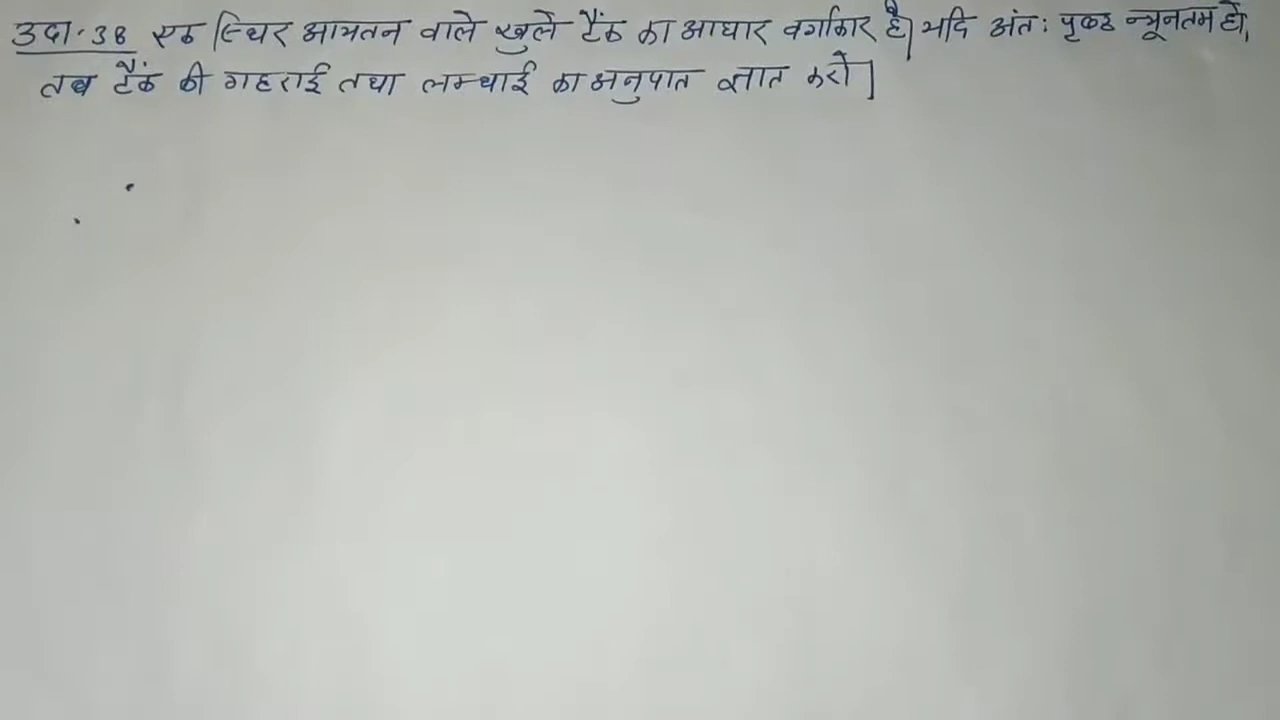 उदा. 38 एक स्थिर आयतन वाले खुले टैंक का आधार वर्गाकार है। यदि अंतः पृष्ठ न्यूनतम हो,
तब टैंक की गहराई तथा लम्बाई का अनुपात ज्ञात करो।